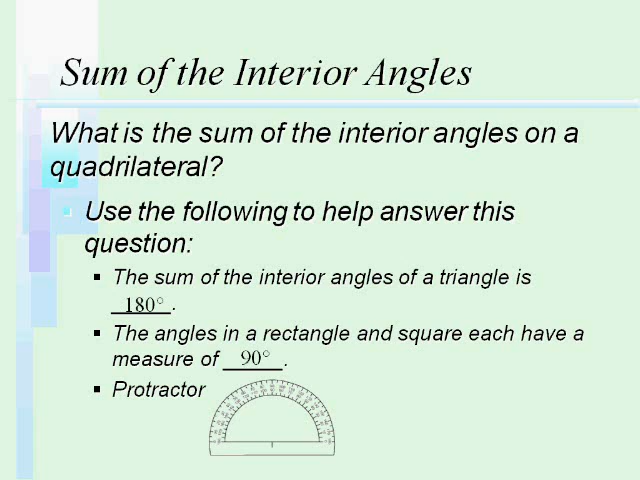 Sum of the Interior Angles
What is the sum of the interior angles on a
quadrilateral?
Use the following to help answer this
question:
The sum of the interior angles of a triangle is
180°.
The angles in a rectangle and square each have a
measure of 90°.
Protractor